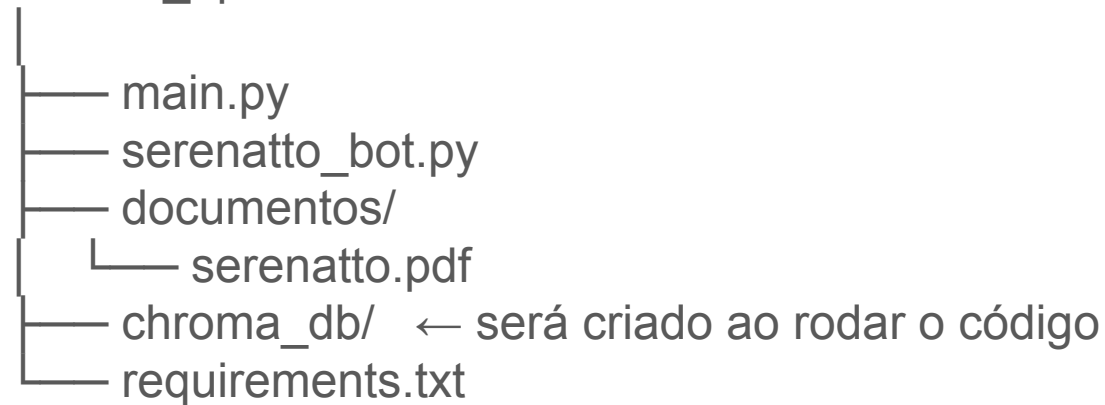 │
├── main.py
├── serenatto_bot.py
├── documentos/
│ └── serenatto.pdf
├── chroma_db/ ← será criado ao rodar o código
└── requirements.txt